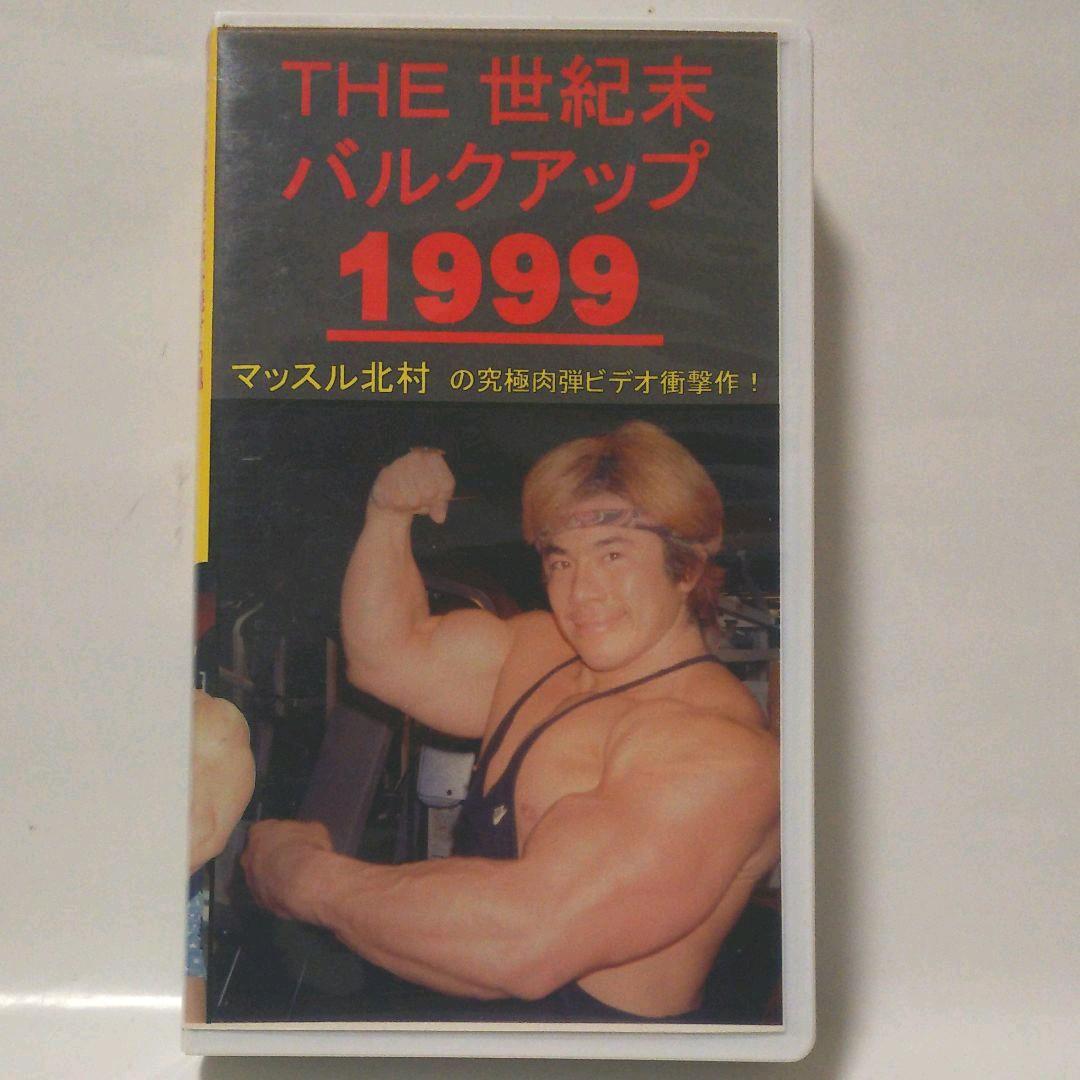 THE 世紀末
バルクアップ
1999
マッスル北村 の究極肉弾ビデオ衝撃作！